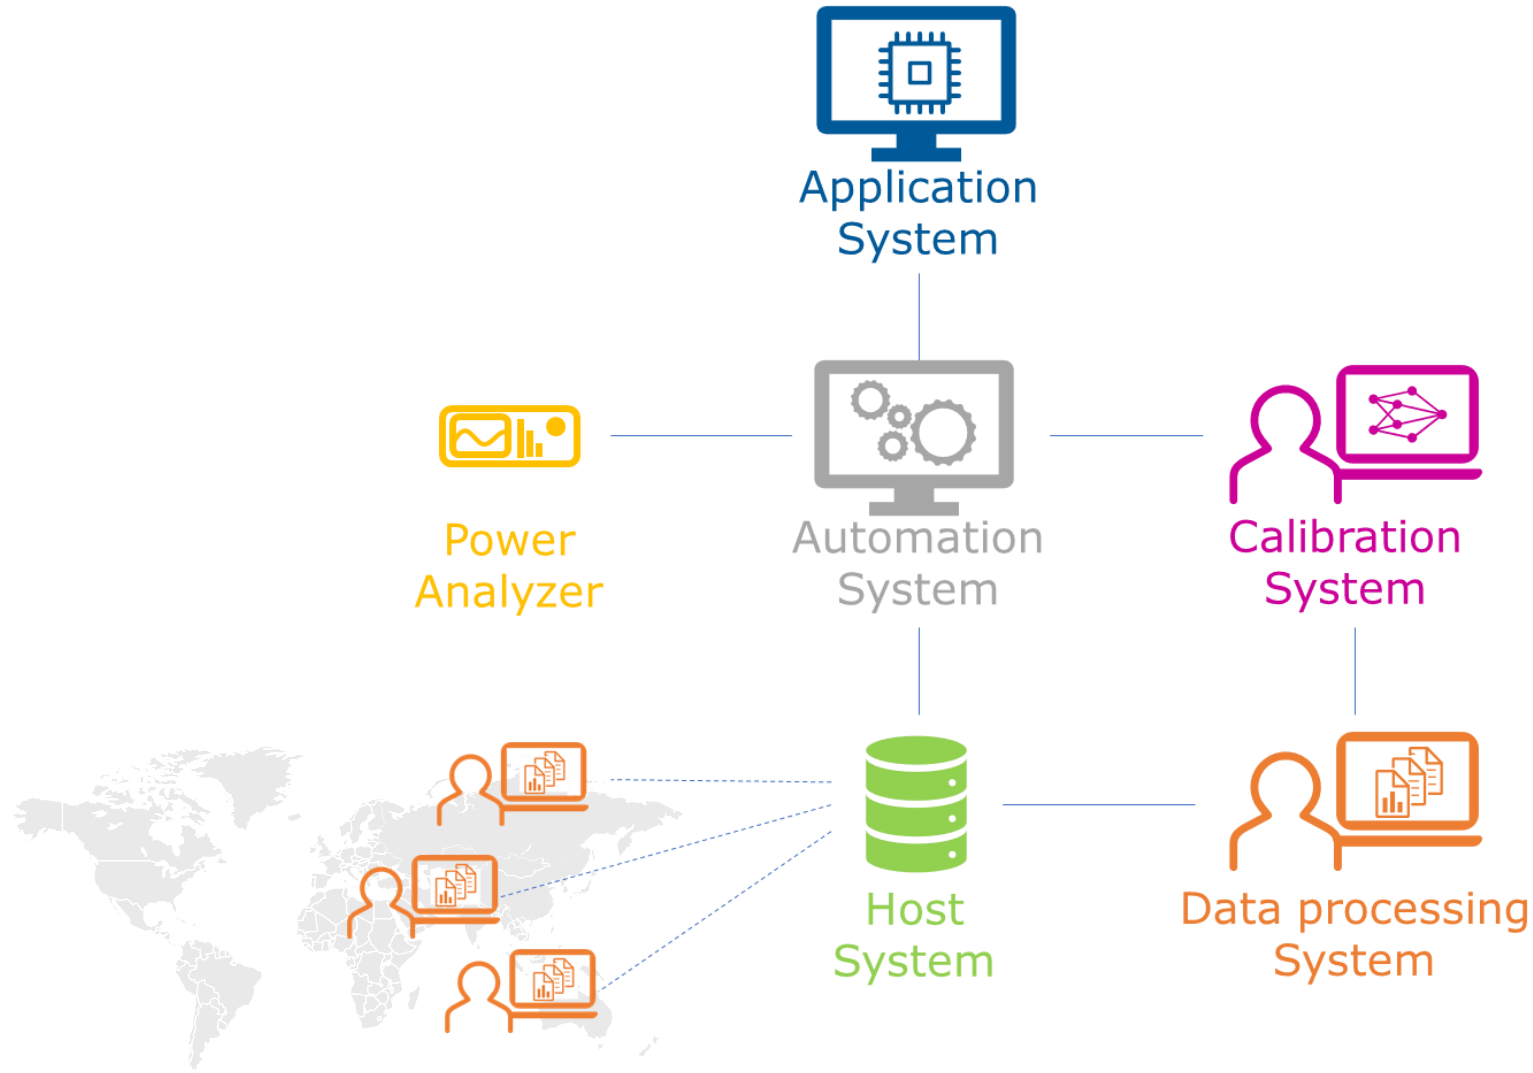 Application
System
Power
Analyzer
Automation
System
Calibration
System
Host
System
Data processing
System